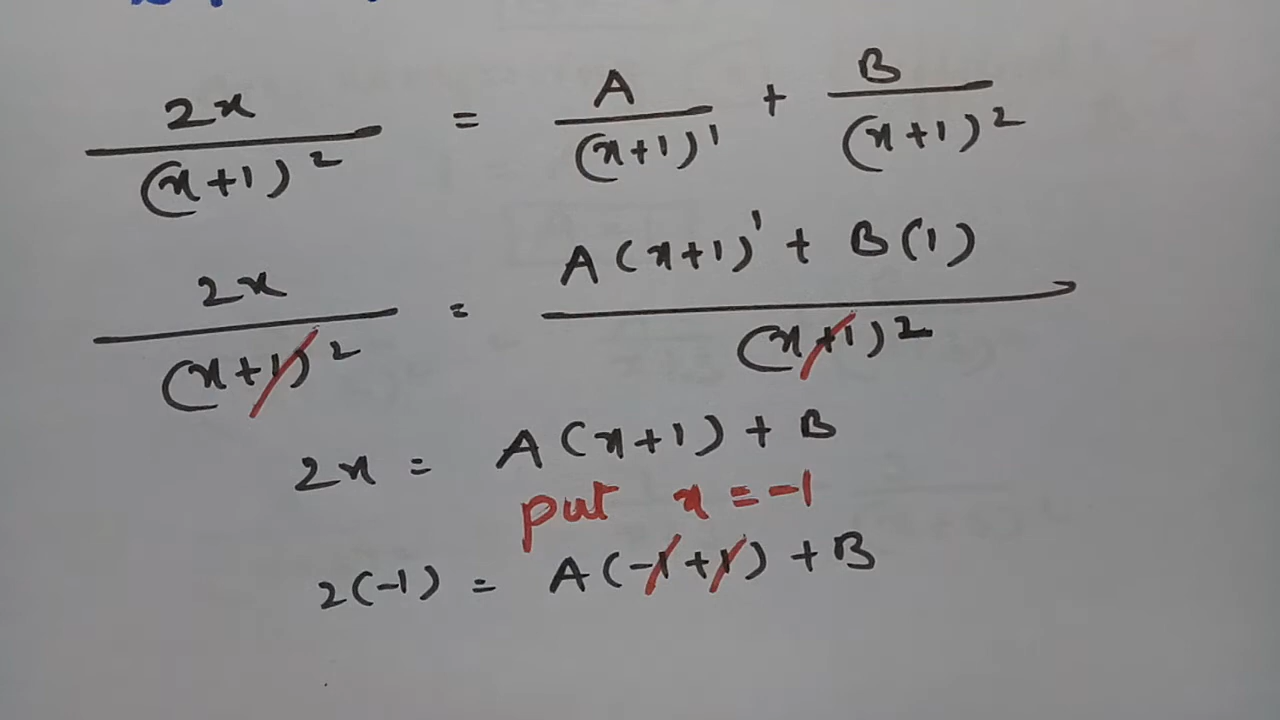 2x/(x+1)² = A/(x+1)¹ + B/(x+1)²
2x/(x+1)² = A(x+1)¹ + B(1)/(x+1)²
2x = A(x+1) + B
put x = -1
2(-1) = A(-1+1) + B